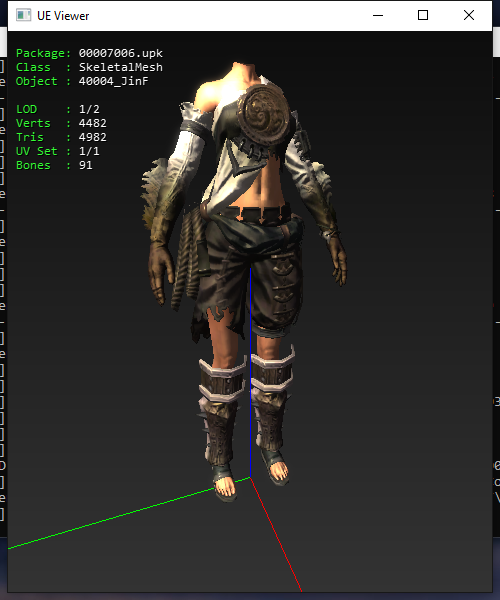 UE Viewer
Package: 00007006.upk
Class  : SkeletalMesh
Object : 40004_JinF
LOD    : 1/2
Verts  : 4482
Tris   : 4982
UV Set : 1/1
Bones  : 91